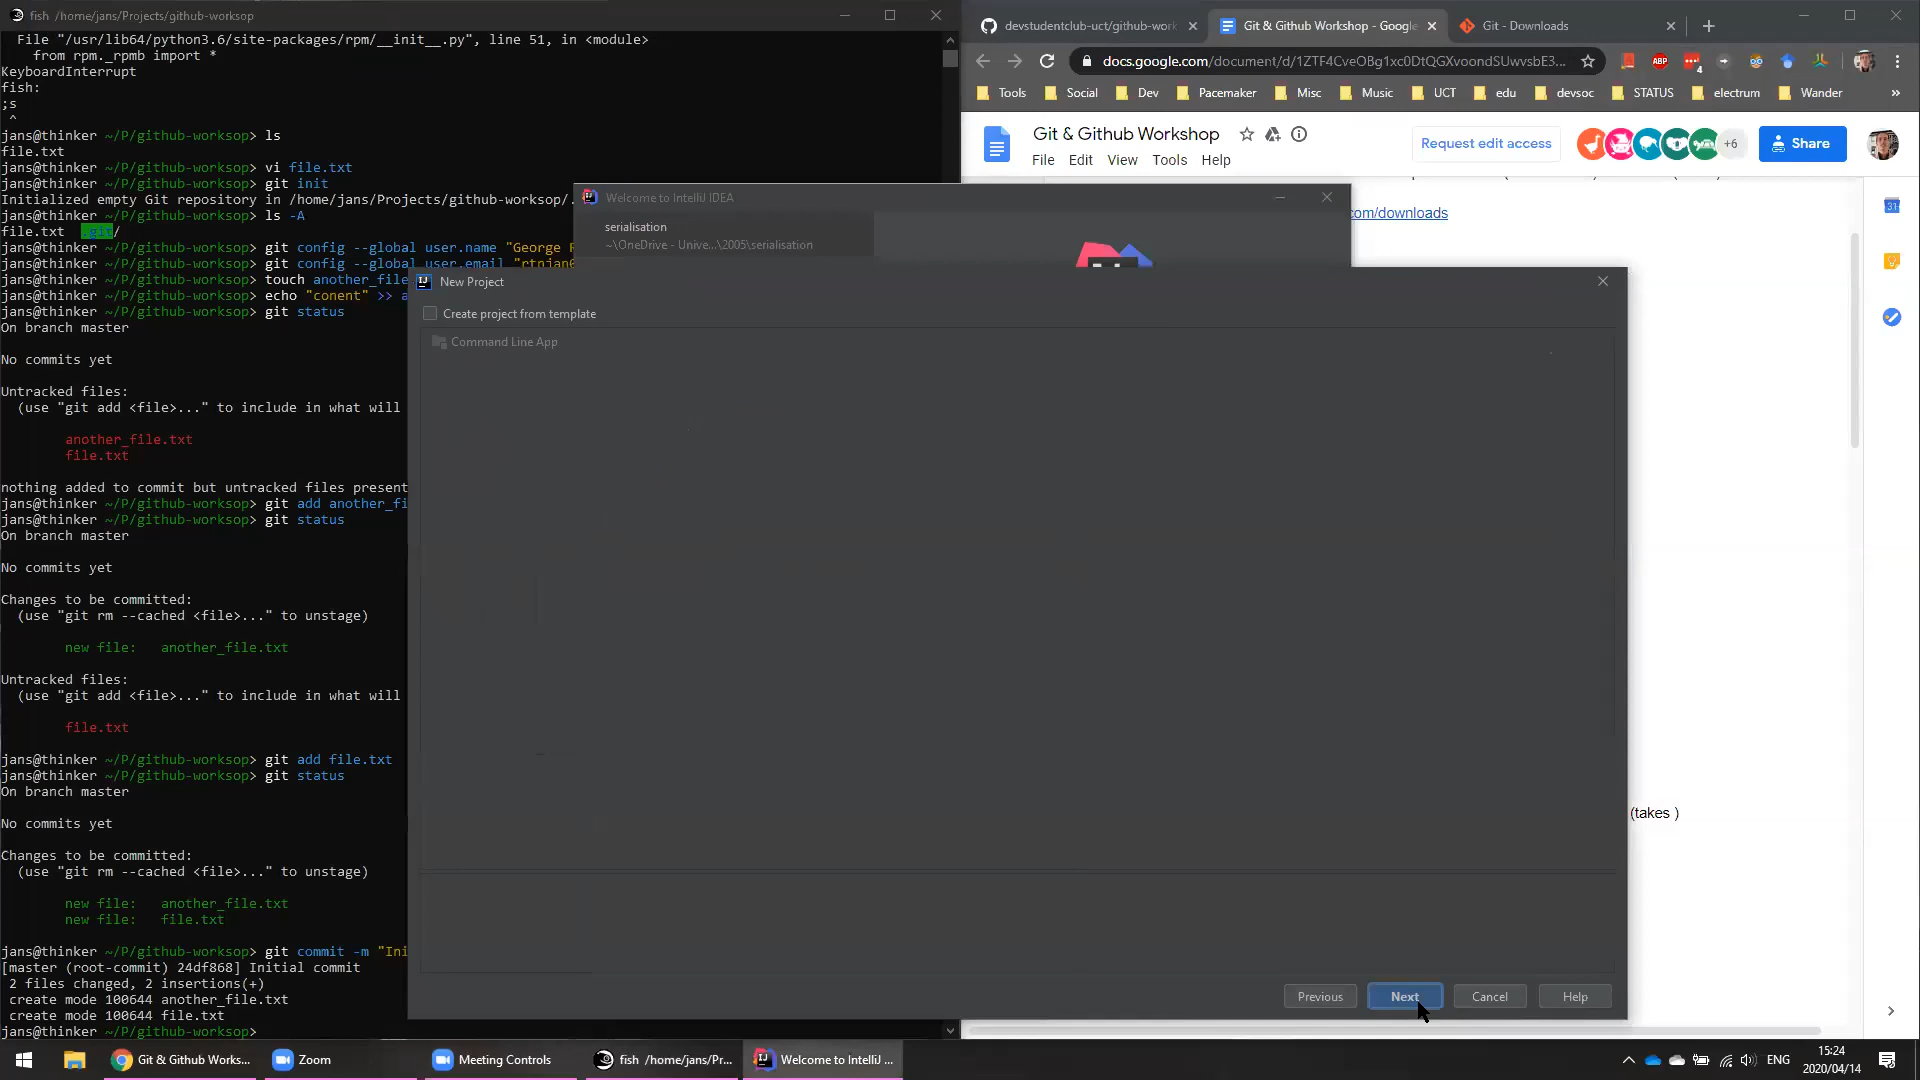 fish /home/jans/Projects/github-worksop
File "/usr/lib64/python3.6/site-packages/rpm/__init__.py", line 51, in <module>
from rpm._rpmb import *
KeyboardInterrupt
fish:
;s
^
jans@thinker ~/P/github-worksop> ls
file.txt
jans@thinker ~/P/github-worksop> vi file.txt
jans@thinker ~/P/github-worksop> git init
Initialized empty Git repository in /home/jans/Projects/github-worksop/.
jans@thinker ~/P/github-worksop> ls -A
file.txt .git/
jans@thinker ~/P/github-worksop> git config --global user.name "George
jans@thinker ~/P/github-worksop> git config --global user.email
jans@thinker ~/P/github-worksop> touch another_file
jans@thinker ~/P/github-worksop> echo "conent" >> a
jans@thinker ~/P/github-worksop> git status
On branch master
No commits yet
Untracked files:
(use "git add <file>..." to include in what will
another_file.txt
file.txt
nothing added to commit but untracked files present
jans@thinker ~/P/github-worksop> git add another_fi
jans@thinker ~/P/github-worksop> git status
On branch master
No commits yet
Changes to be committed:
(use "git rm --cached <file>..." to unstage)
new file: another_file.txt
Untracked files:
(use "git add <file>..." to include in what will
file.txt
jans@thinker ~/P/github-worksop> git add file.txt
jans@thinker ~/P/github-worksop> git status
On branch master
No commits yet
Changes to be committed:
(use "git rm --cached <file>..." to unstage)
new file: another_file.txt
new file: file.txt
jans@thinker ~/P/github-worksop> git commit -m "Ini
[master (root-commit) 24df868] Initial commit
2 files changed, 2 insertions(+)
create mode 100644 another_file.txt
create mode 100644 file.txt
jans@thinker ~/P/github-worksop>
devstudentclub-uct/github-work
Git & Github Workshop - Google
Git - Downloads
docs.google.com/document/d/1ZTF4CveOBg1xc0DtQGXvoondSUwvsbE3...
ABP
4
Tools Social Dev Pacemaker Misc Music UCT edu devsoc STATUS electrum Wander »
Git & Github Workshop
File Edit View Tools Help
Request edit access
+6
Share
com/downloads
31
(takes )
Welcome to IntelliJ IDEA
serialisation
~\OneDrive - Unive...\2005\serialisation
IJ New Project
Create project from template
Command Line App
Previous Next Cancel Help
Git & Github Works...
Zoom
Meeting Controls
fish /home/jans/Pr...
Welcome to IntelliJ ...
ENG
15:24
2020/04/14